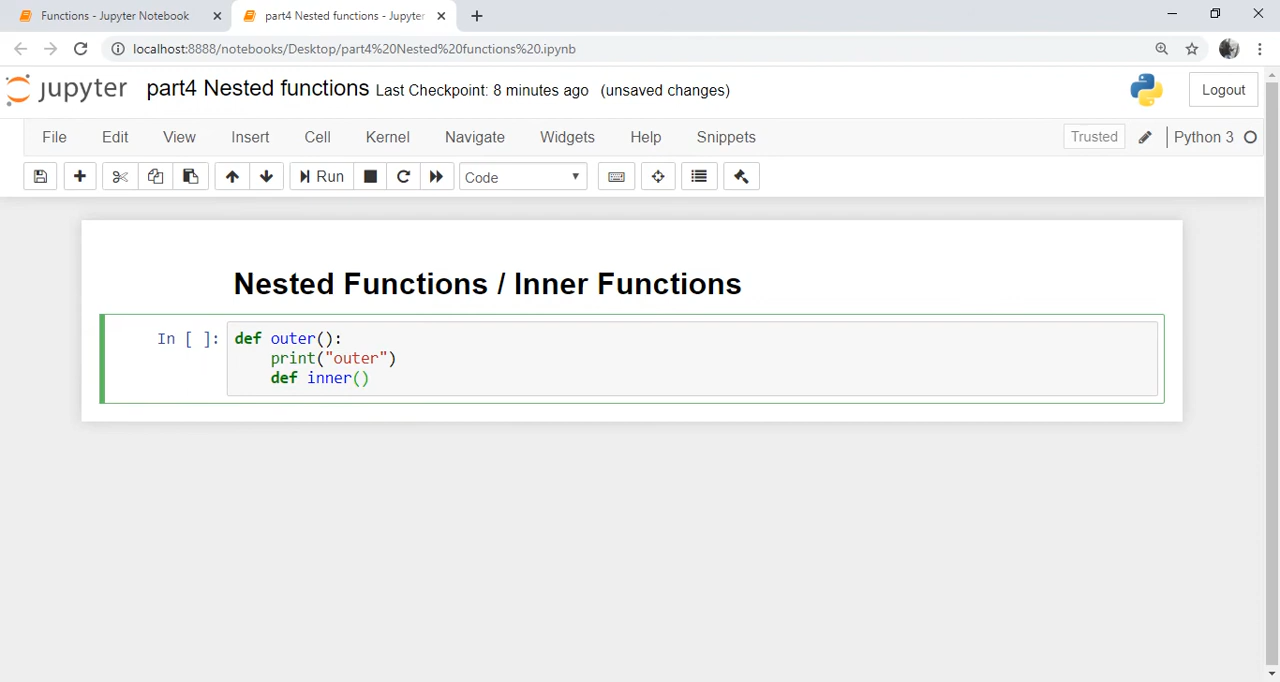 Functions - Jupyter Notebook
part4 Nested functions - Jupyter
localhost:8888/notebooks/Desktop/part4%20Nested%20functions%20.ipynb
jupyter part4 Nested functions Last Checkpoint: 8 minutes ago (unsaved changes) Logout
File Edit View Insert Cell Kernel Navigate Widgets Help Snippets Trusted Python 3
Run Code
Nested Functions / Inner Functions
In [ ]: def outer():
    print("outer")
    def inner()